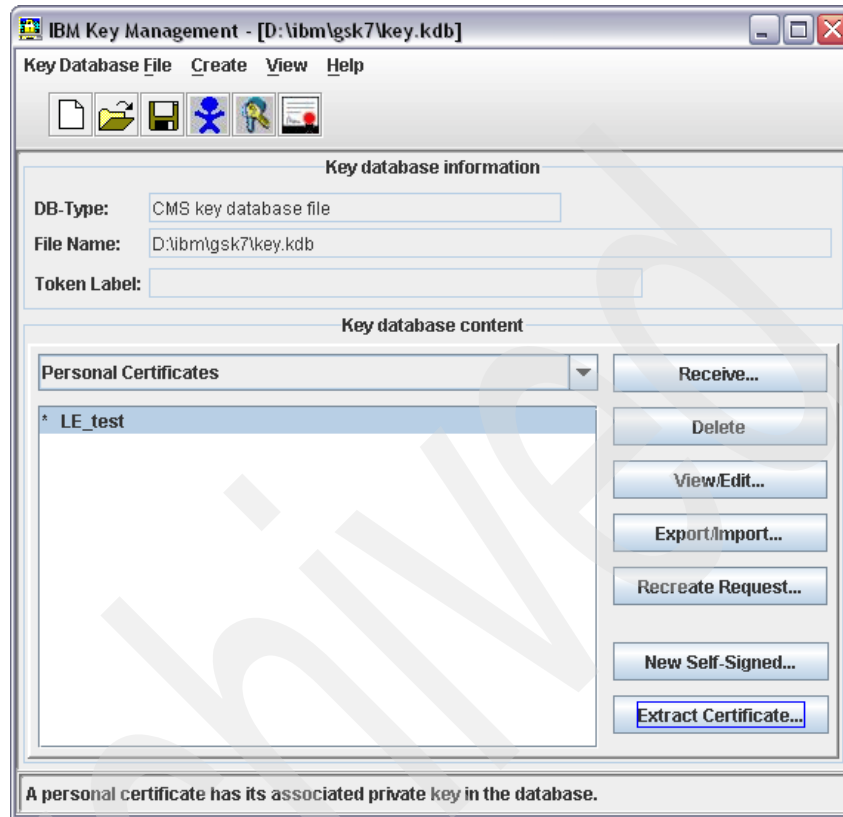 IBM Key Management - [D:\ibm\gsk7\key.kdb]
Key Database File Create View Help
Key database information
DB-Type: CMS key database file
File Name: D:\ibm\gsk7\key.kdb
Token Label:
Key database content
Personal Certificates
Receive...
* LE_test
Delete
View/Edit...
Export/Import...
Recreate Request...
New Self-Signed...
Extract Certificate...
A personal certificate has its associated private key in the database.